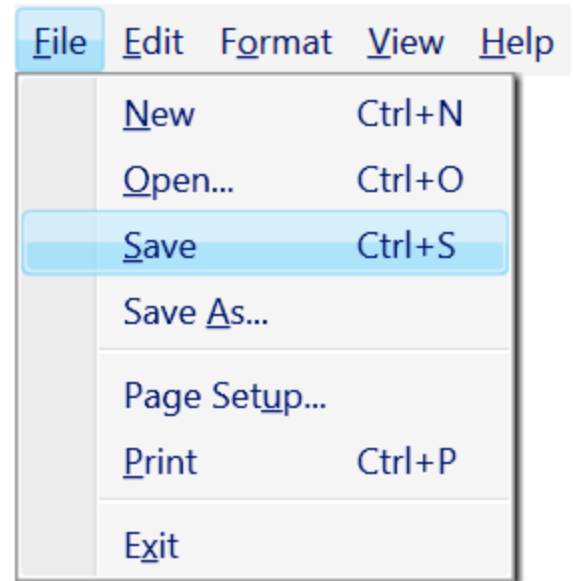 File Edit Format View Help
New Ctrl+N
Open... Ctrl+O
Save Ctrl+S
Save As...
Page Setup...
Print Ctrl+P
Exit